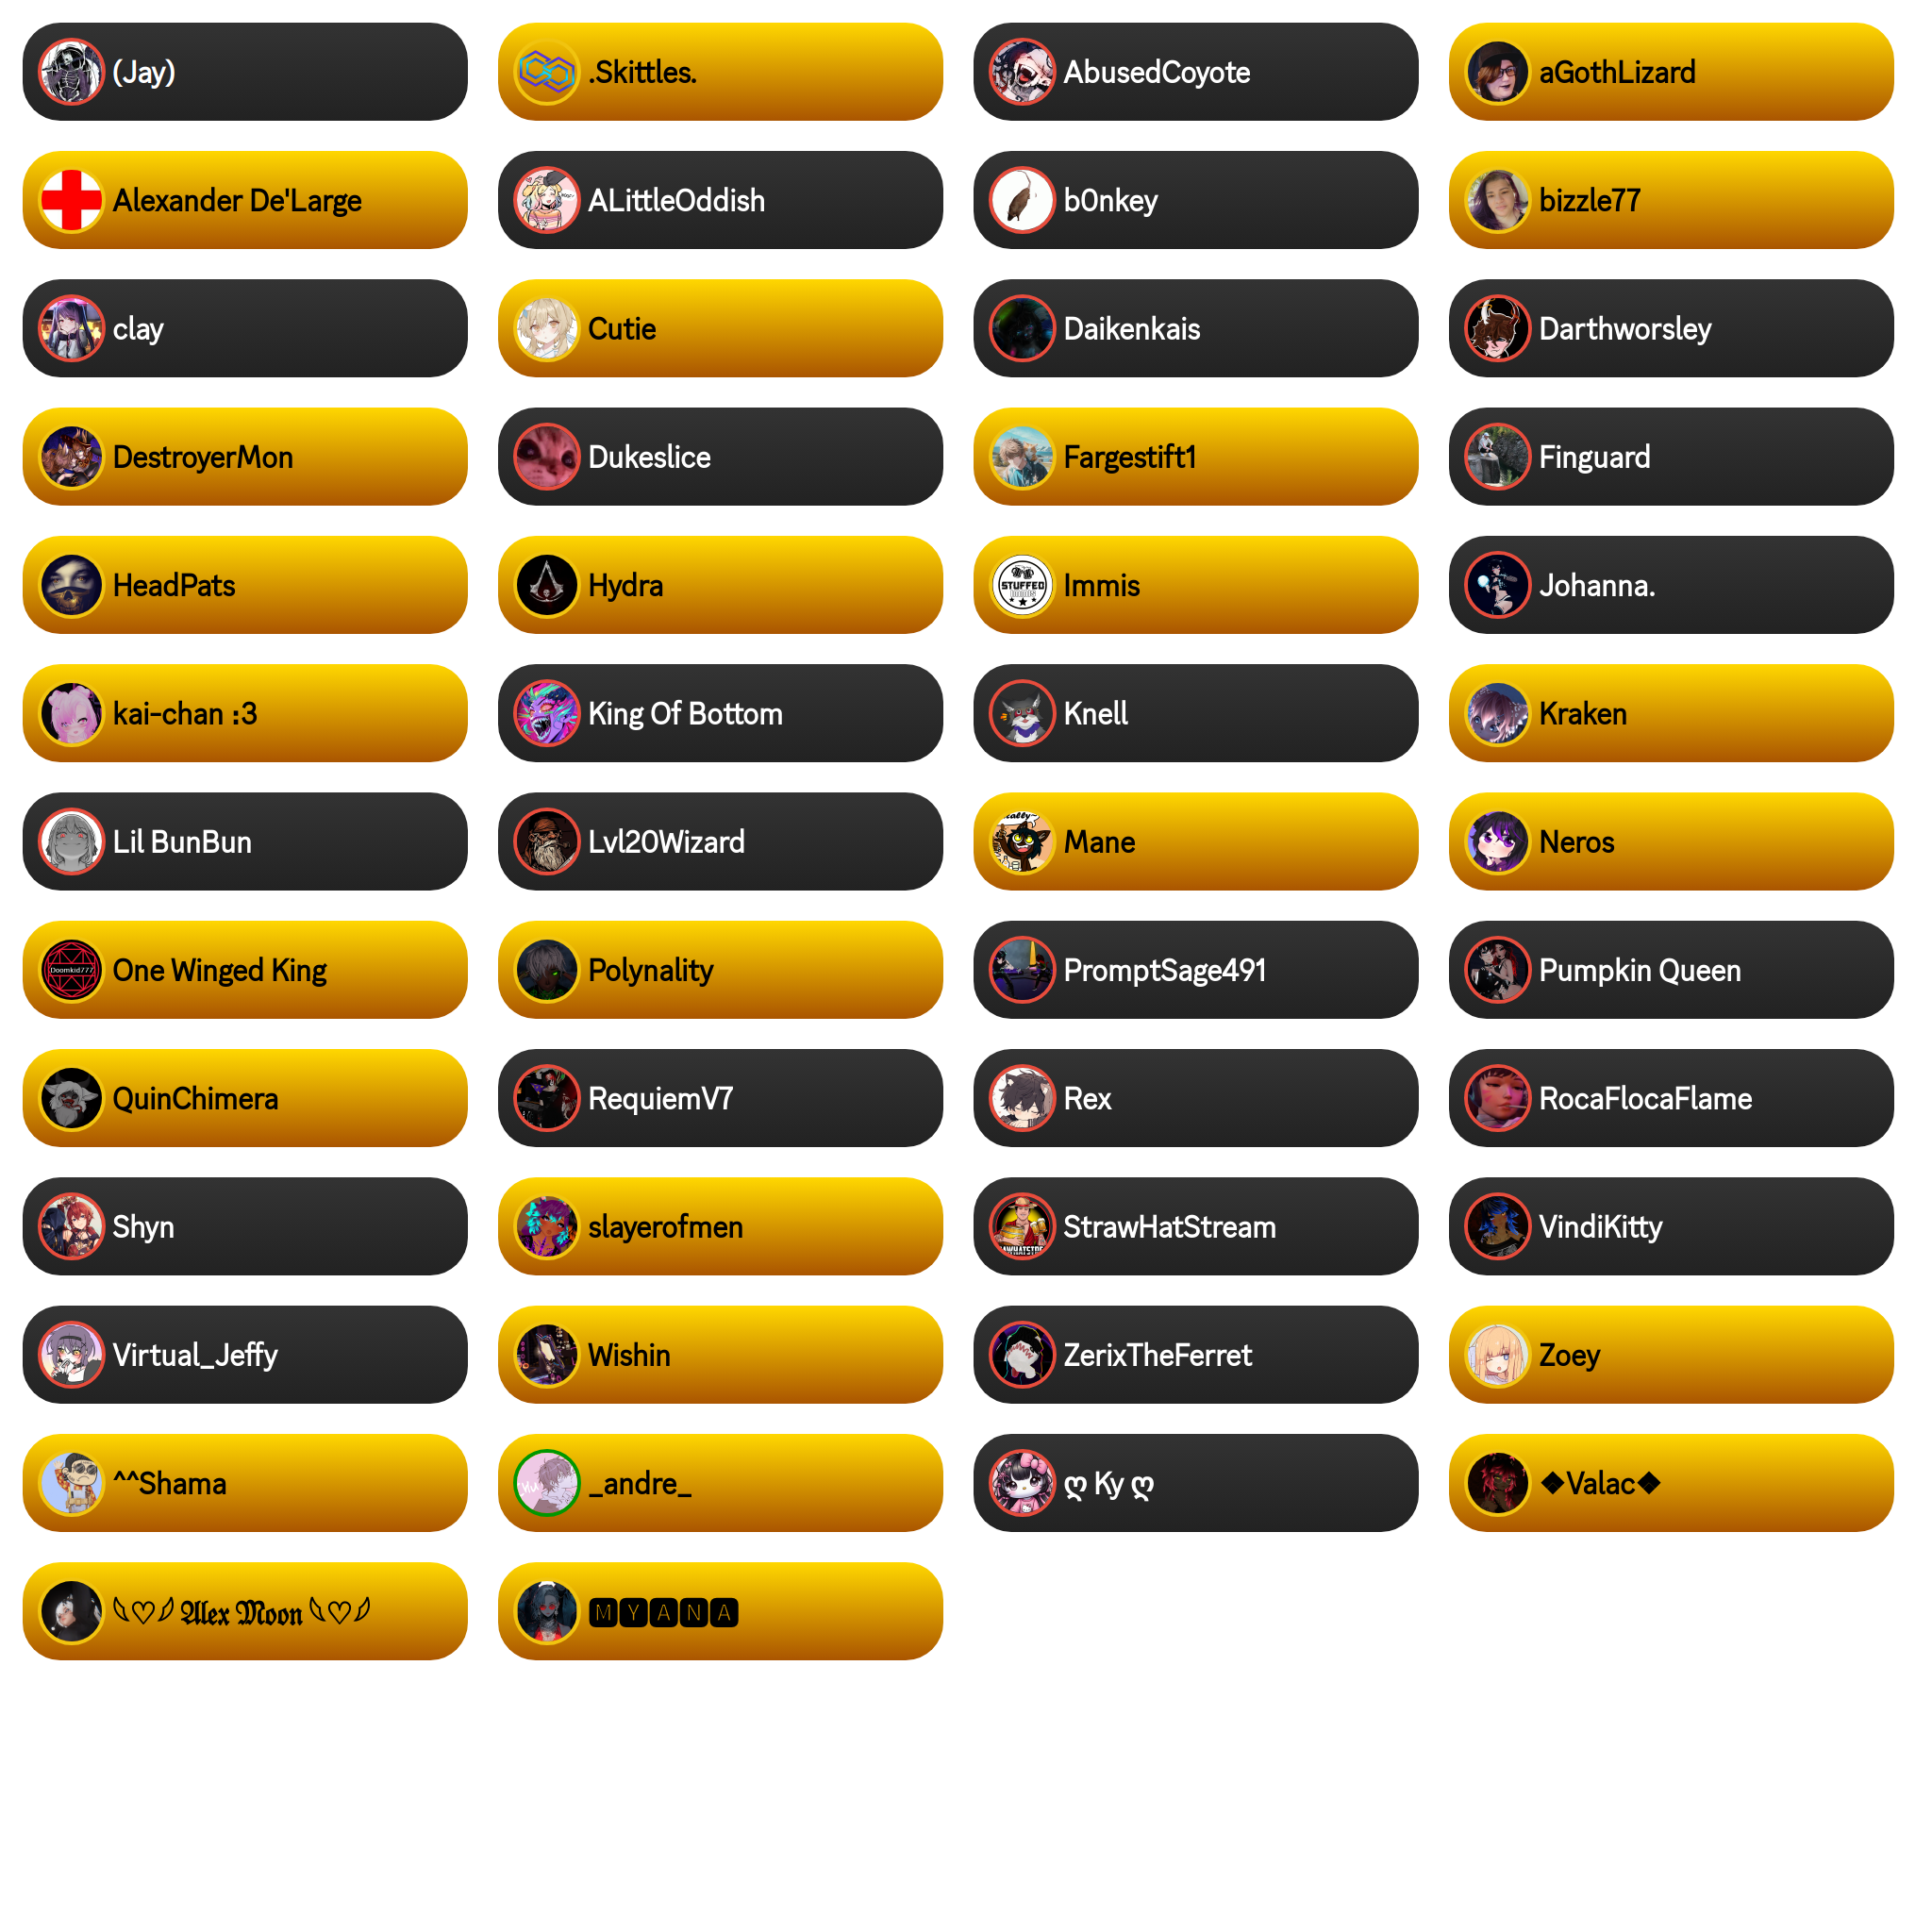 (Jay)
.Skittles.
AbusedCoyote
aGothLizard
Alexander De'Large
ALittleOddish
b0nkey
bizzle77
clay
Cutie
Daikenkais
Darthworsley
DestroyerMon
Dukeslice
Fargestift1
Finguard
HeadPats
Hydra
STUFFED
Immis
Johanna.
kai-chan :3
King Of Bottom
Knell
Kraken
Lil BunBun
Lvl20Wizard
Mane
Neros
Doomkid777
One Winged King
Polynality
PromptSage491
Pumpkin Queen
QuinChimera
RequiemV7
Rex
RocaFlocaFlame
Shyn
slayerofmen
StrawHatStream
VindiKitty
Virtual_Jeffy
Wishin
ZerixTheFerret
Zoey
^^Shama
_andre_
ღ Ky ღ
❖Valac❖
𓆩♡𓆪 𝕬𝖑𝖊𝖝 𝕸𝖔𝖔𝖓 𓆩♡𓆪
🅼🆈🅰🅽🅰